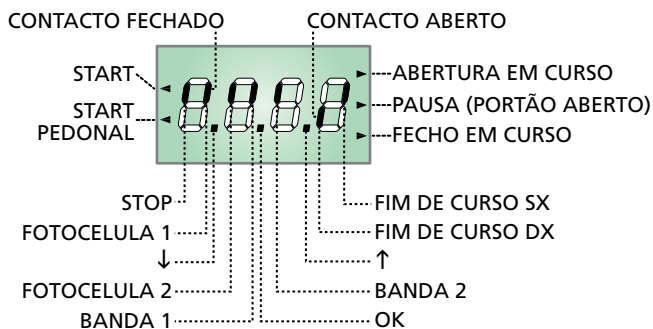 CONTACTO FECHADO
CONTACTO ABERTO
START
START
PEDONAL
ABERTURA EM CURSO
PAUSA (PORTÃO ABERTO)
FECHO EM CURSO
STOP
FIM DE CURSO SX
FOTOCELULA 1
FIM DE CURSO DX
↓
↑
FOTOCELULA 2
BANDA 2
BANDA 1
OK